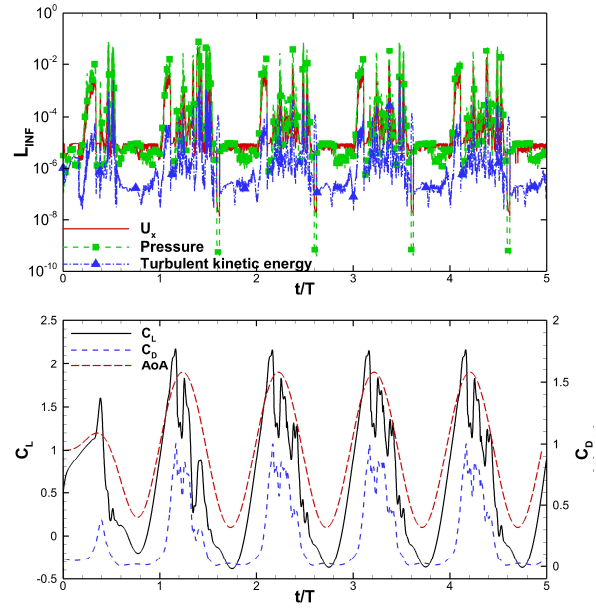 10^-2
10^-4
10^-6
10^-8
10^-10
L_INF
U_x
Pressure
Turbulent kinetic energy
0 1 2 3 4 5
t/T
2.5
2
1.5
1
0.5
0
-0.5
C_L
C_L
C_D
AoA
2
1.5
1
0.5
0
C_D
0 1 2 3 4 5
t/T